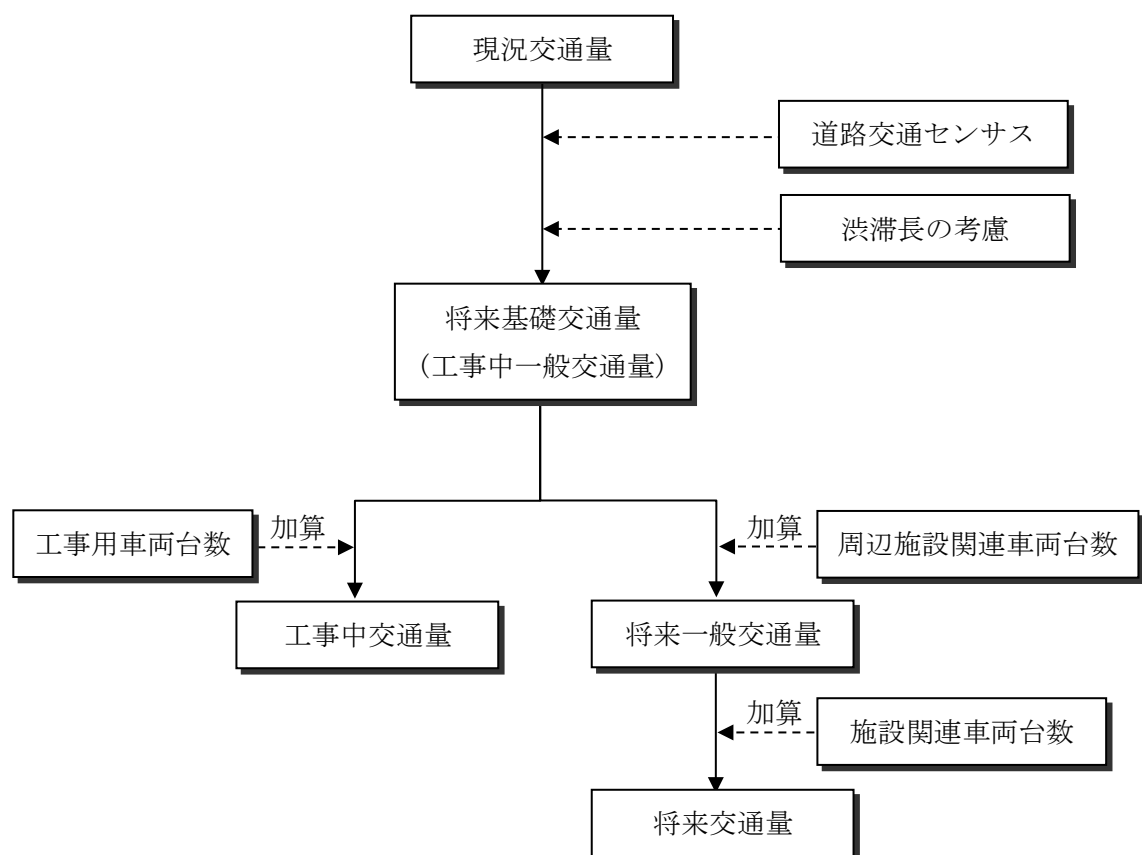 現況交通量
道路交通センサス
渋滞長の考慮
将来基礎交通量
（工事中一般交通量）
工事用車両台数
加算
加算
周辺施設関連車両台数
工事中交通量
将来一般交通量
加算
施設関連車両台数
将来交通量